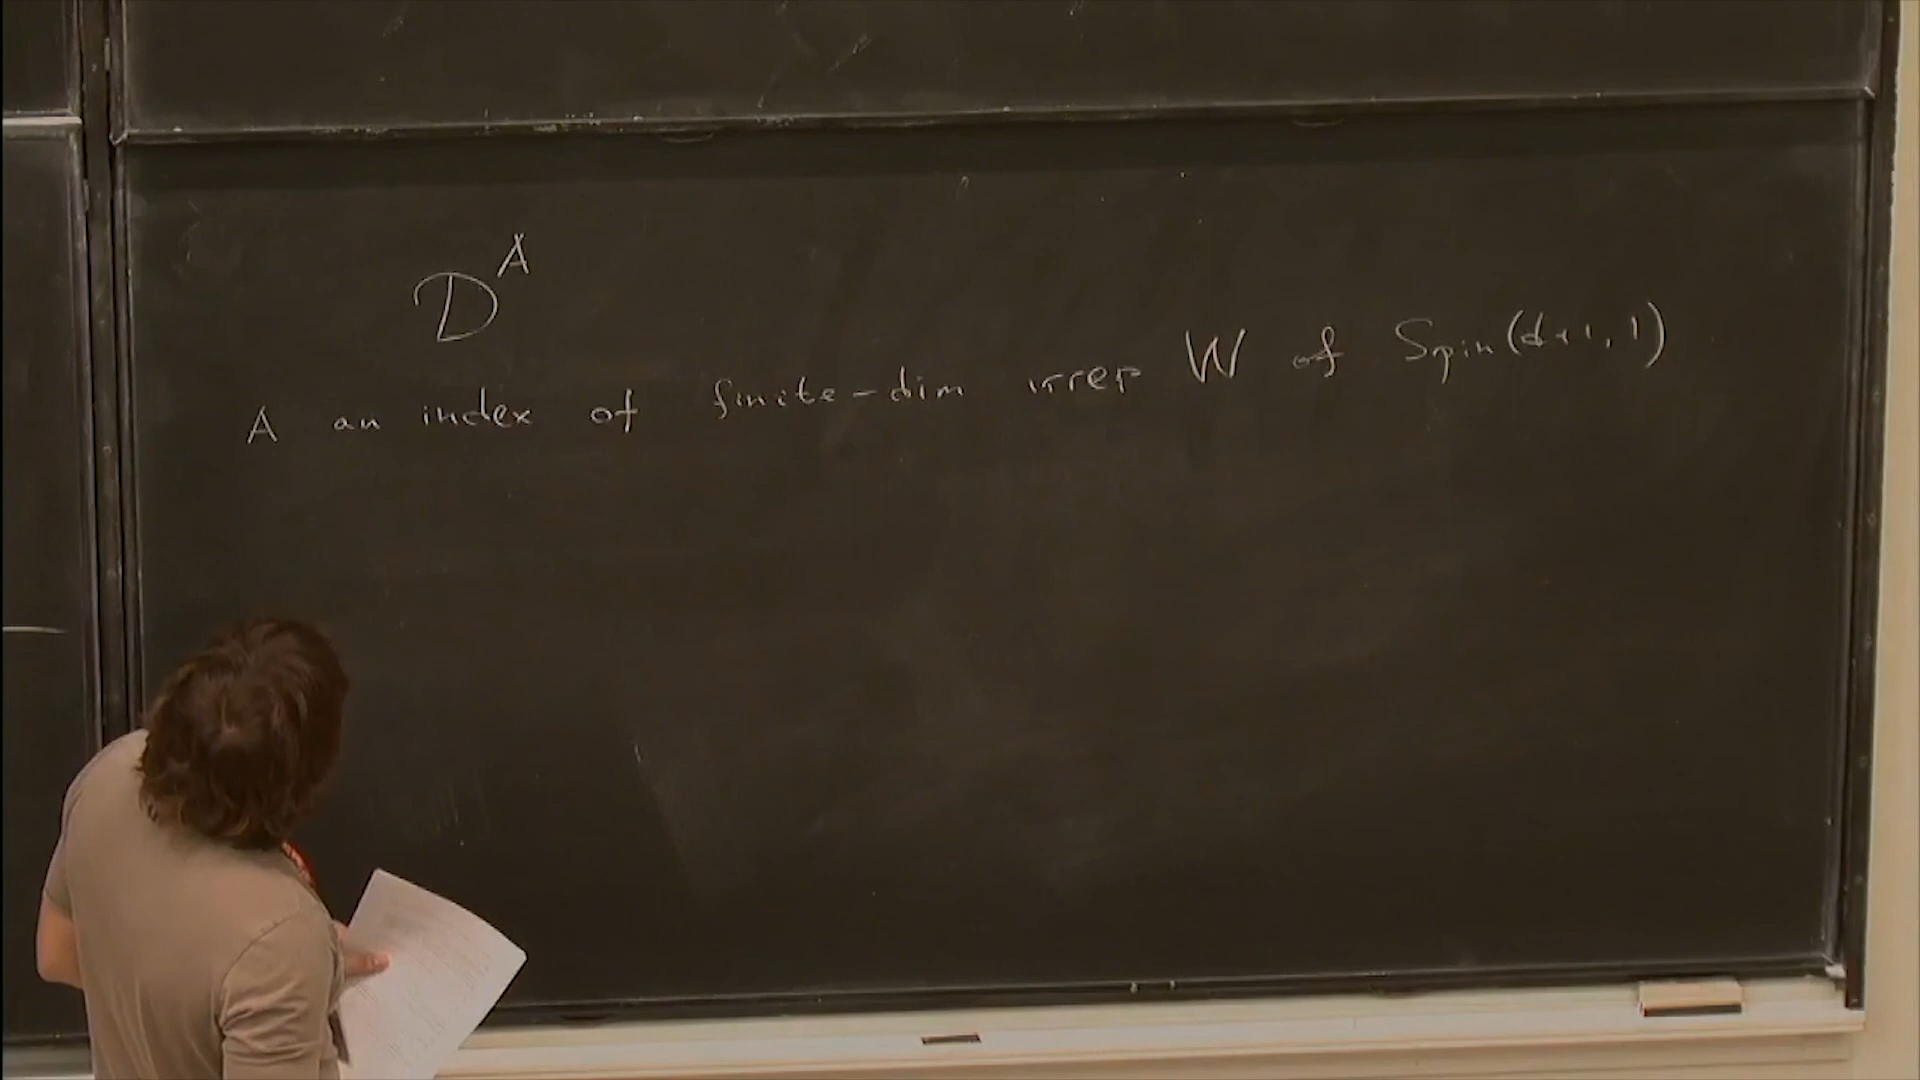 D^A
A an index of finite-dim irrep W of Spin(d+1, 1)